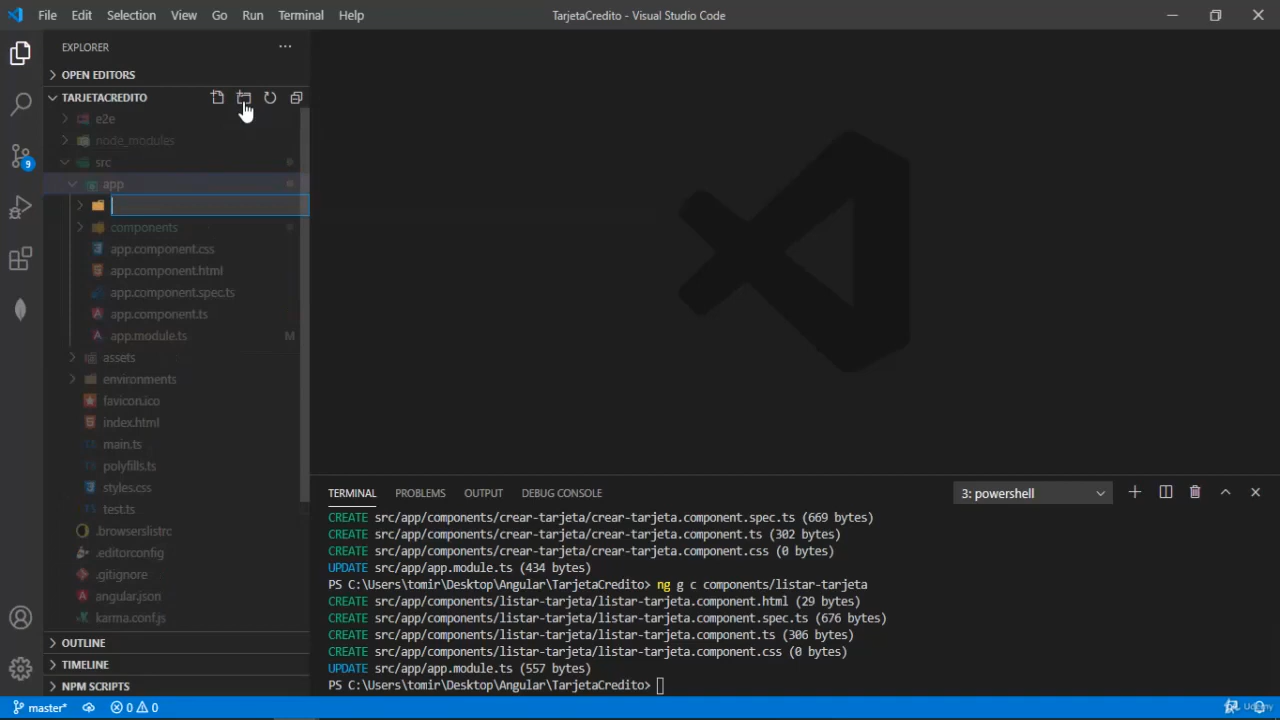 File Edit Selection View Go Run Terminal Help
TarjetaCredito - Visual Studio Code
EXPLORER
OPEN EDITORS
TARJETACREDITO
e2e
node_modules
src
app
components
app.component.css
app.component.html
app.component.spec.ts
app.component.ts
app.module.ts M
assets
environments
favicon.ico
index.html
main.ts
polyfills.ts
styles.css
test.ts
.browserslistrc
.editorconfig
.gitignore
angular.json
karma.conf.js
OUTLINE
TIMELINE
NPM SCRIPTS
9
TERMINAL PROBLEMS OUTPUT DEBUG CONSOLE
3: powershell
CREATE src/app/components/crear-tarjeta/crear-tarjeta.component.spec.ts (669 bytes)
CREATE src/app/components/crear-tarjeta/crear-tarjeta.component.ts (302 bytes)
CREATE src/app/components/crear-tarjeta/crear-tarjeta.component.css (0 bytes)
UPDATE src/app/app.module.ts (434 bytes)
PS C:\Users\tomir\Desktop\Angular\TarjetaCredito> ng g c components/listar-tarjeta
CREATE src/app/components/listar-tarjeta/listar-tarjeta.component.html (29 bytes)
CREATE src/app/components/listar-tarjeta/listar-tarjeta.component.spec.ts (676 bytes)
CREATE src/app/components/listar-tarjeta/listar-tarjeta.component.ts (306 bytes)
CREATE src/app/components/listar-tarjeta/listar-tarjeta.component.css (0 bytes)
UPDATE src/app/app.module.ts (557 bytes)
PS C:\Users\tomir\Desktop\Angular\TarjetaCredito>
master* 0 0
Udemy